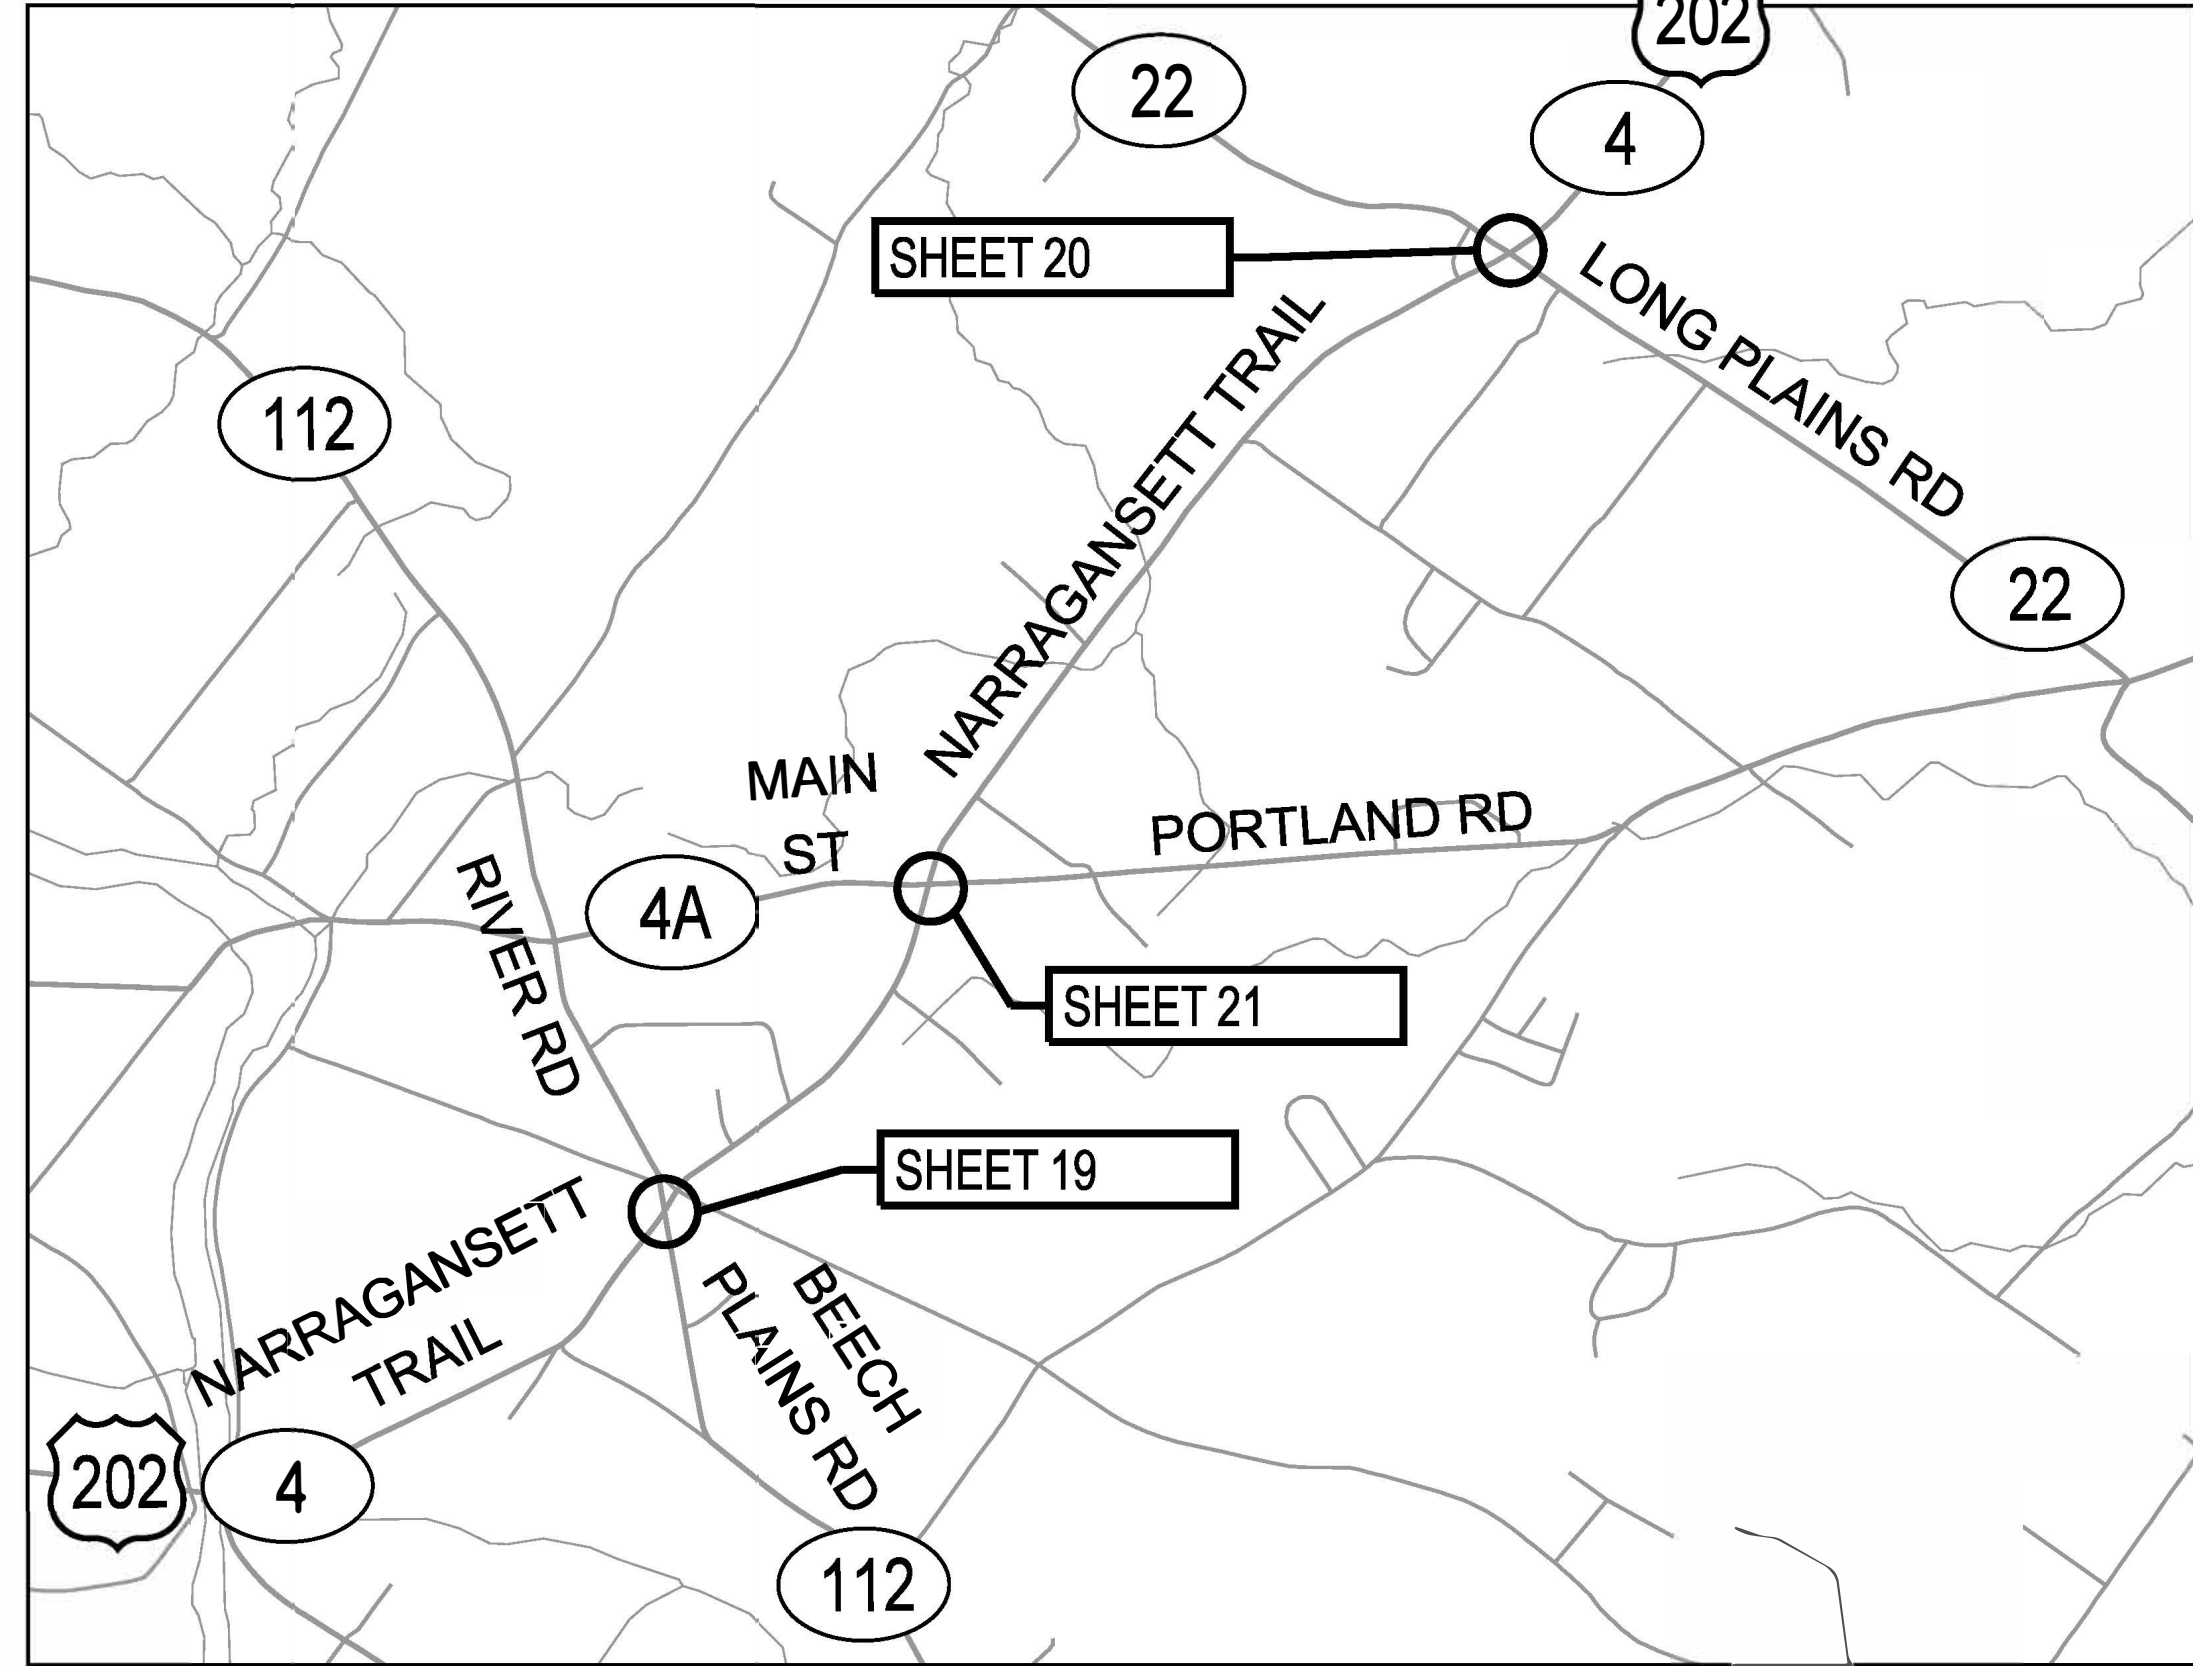 202
22
4
SHEET 20
LONG PLAINS RD
NARRAGANSETT TRAIL
112
22
MAIN
ST
PORTLAND RD
RIVER RD
4A
SHEET 21
SHEET 19
NARRAGANSETT
TRAIL
BEECH
PLAINS RD
202
4
112